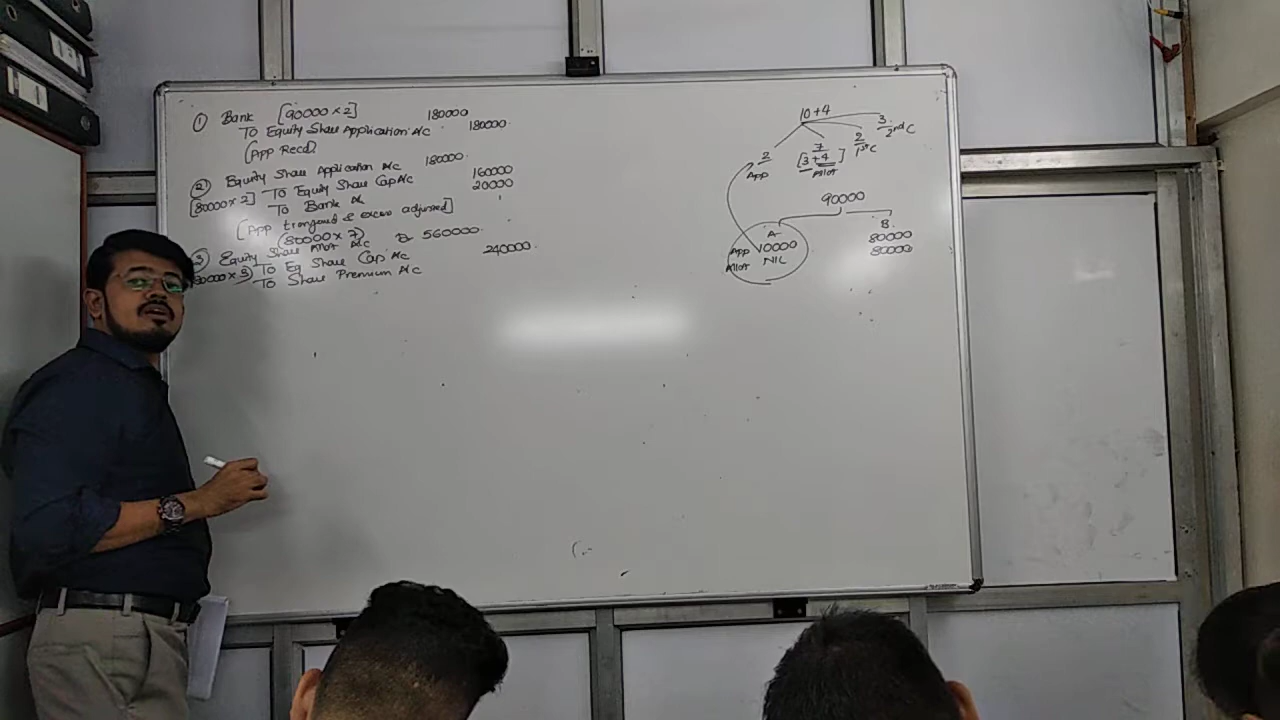 ① Bank [90000 × 2] 180000
To Equity Share Application A/c 180000
(App Recd)
② Equity Share Application A/c 180000
[80000 × 2] - To Equity Share Cap A/c 160000
To Bank A/c 20000
(App & excess adjusted]
(80000 × 7)
③ Equity Share Allot A/c 560000
80000 × 3) To Eq Share Cap A/c 240000
To Share Premium A/c
10+4
2
App
7
[3+4]
Allot
2
1st C
3
2nd C
90000
A B
App 10000 80000
Allot NIL 80000